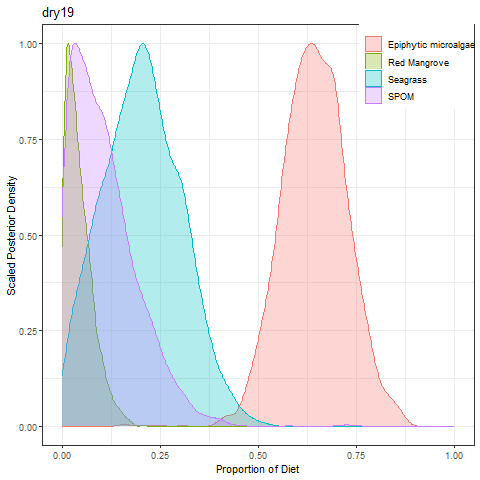 dry19
Scaled Posterior Density
1.00
0.75
0.50
0.25
0.00
Epiphytic microalgae
Red Mangrove
Seagrass
SPOM
0.00 0.25 0.50 0.75 1.00
Proportion of Diet